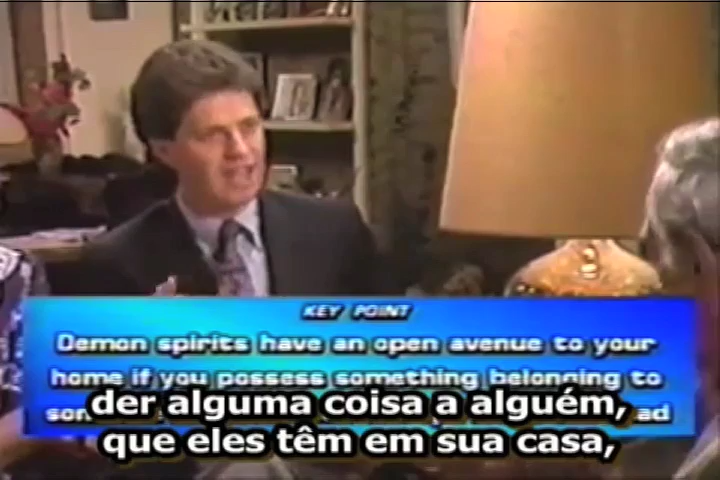 KEY POINT
Demon spirits have an open avenue to your
home if you possess something belonging to
ad
der alguma coisa a alguém,
que eles têm em sua casa,